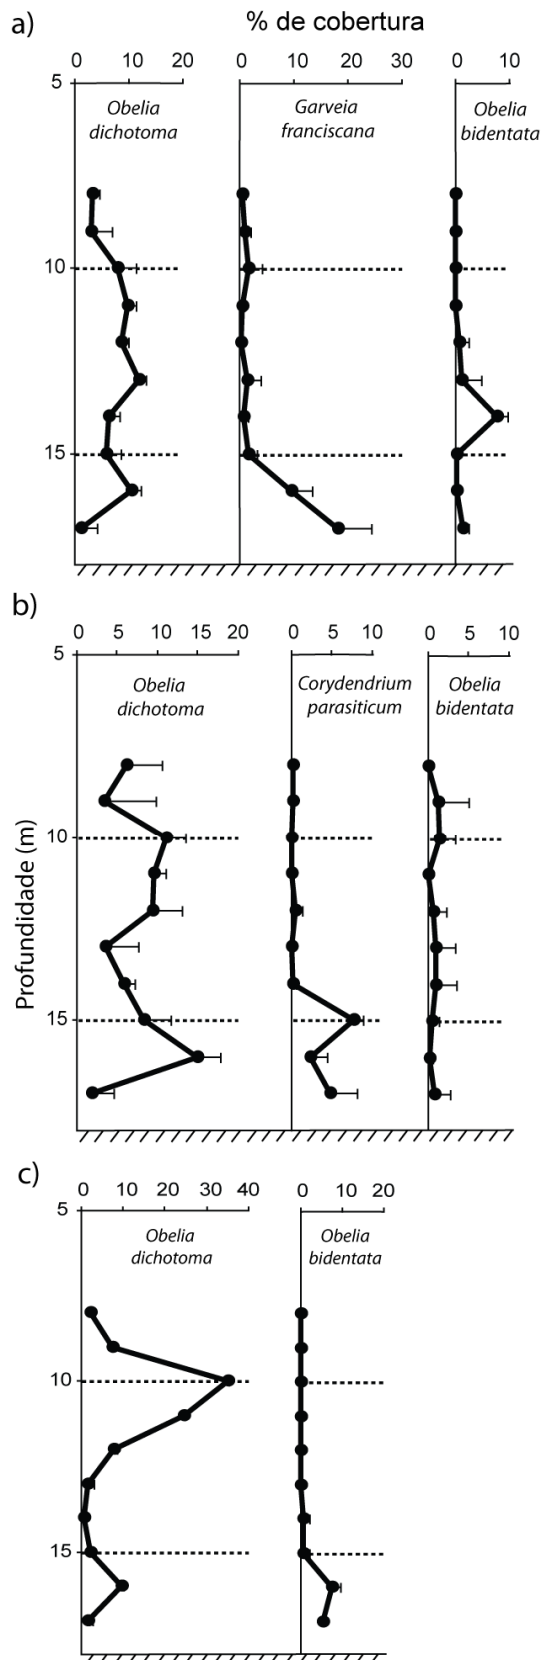 a)
% de cobertura
0 10 20 0 10 20 30 0 10
5
Obelia
dichotoma
Garveia
franciscana
Obelia
bidentata
10
15
b)
0 5 10 15 20 0 5 10 0 5 10
5
Obelia
dichotoma
Corydendrium
parasiticum
Obelia
bidentata
10
Profundidade (m)
15
c)
0 10 20 30 40 0 10 20
5
Obelia
dichotoma
Obelia
bidentata
10
15